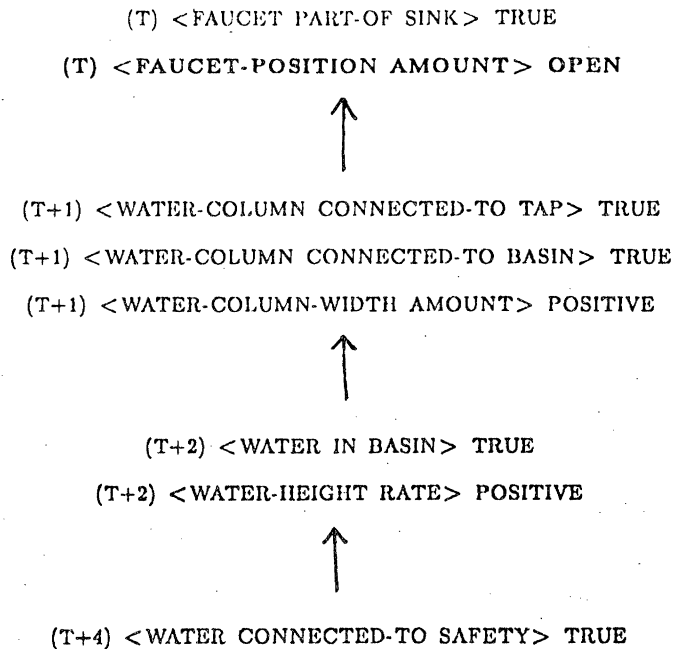 (T) <FAUCET PART-OF SINK> TRUE
(T) <FAUCET-POSITION AMOUNT> OPEN
(T+1) <WATER-COLUMN CONNECTED-TO TAP> TRUE
(T+1) <WATER-COLUMN CONNECTED-TO BASIN> TRUE
(T+1) <WATER-COLUMN-WIDTH AMOUNT> POSITIVE
(T+2) <WATER IN BASIN> TRUE
(T+2) <WATER-HEIGHT RATE> POSITIVE
(T+4) <WATER CONNECTED-TO SAFETY> TRUE